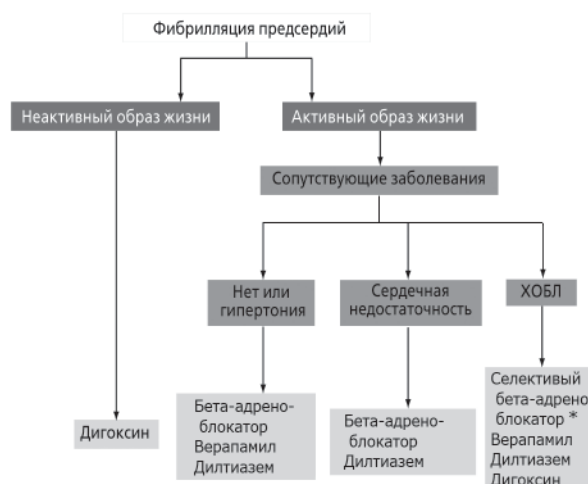 Фибрилляция предсердий
Неактивный образ жизни
Активный образ жизни
Сопутствующие заболевания
Нет или
гипертония
Сердечная
недостаточность
ХОБЛ
Дигоксин
Бета-адрено-
блокатор
Верапамил
Дилтиазем
Бета-адрено-
блокатор
Дилтиазем
Селективый
бета-адрено
блокатор *
Верапамил
Дилтиазем
Дигоксин